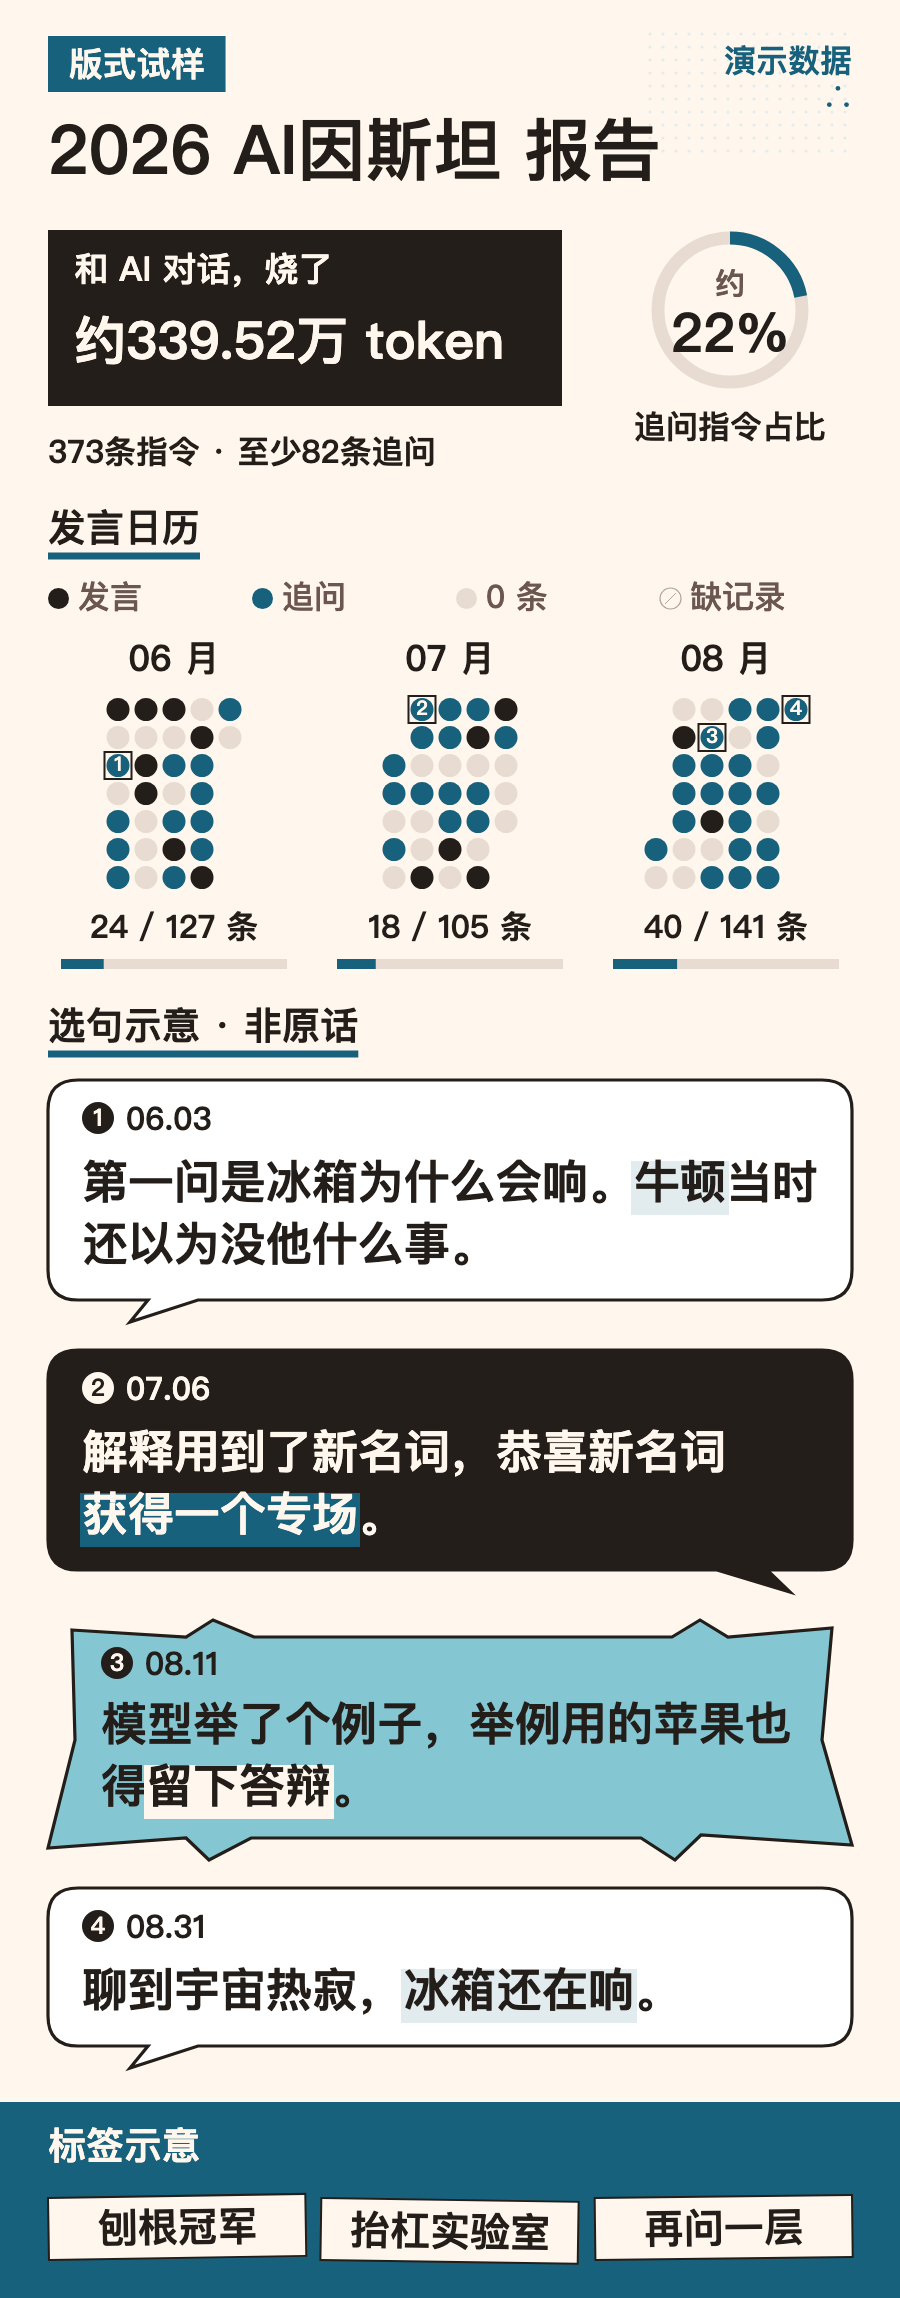 版式试样
演示数据
2026 AI因斯坦 报告
和 AI 对话，烧了
约339.52万 token
约
22%
追问指令占比
373条指令 · 至少82条追问
发言日历
发言
追问
0 条
缺记录
06 月
07 月
08 月
2
4
3
1
24 / 127 条
18 / 105 条
40 / 141 条
选句示意 · 非原话
1 06.03
第一问是冰箱为什么会响。牛顿当时
还以为没他什么事。
2 07.06
解释用到了新名词，恭喜新名词
获得一个专场。
3 08.11
模型举了个例子，举例用的苹果也
得留下答辩。
4 08.31
聊到宇宙热寂，冰箱还在响。
标签示意
刨根冠军
抬杠实验室
再问一层